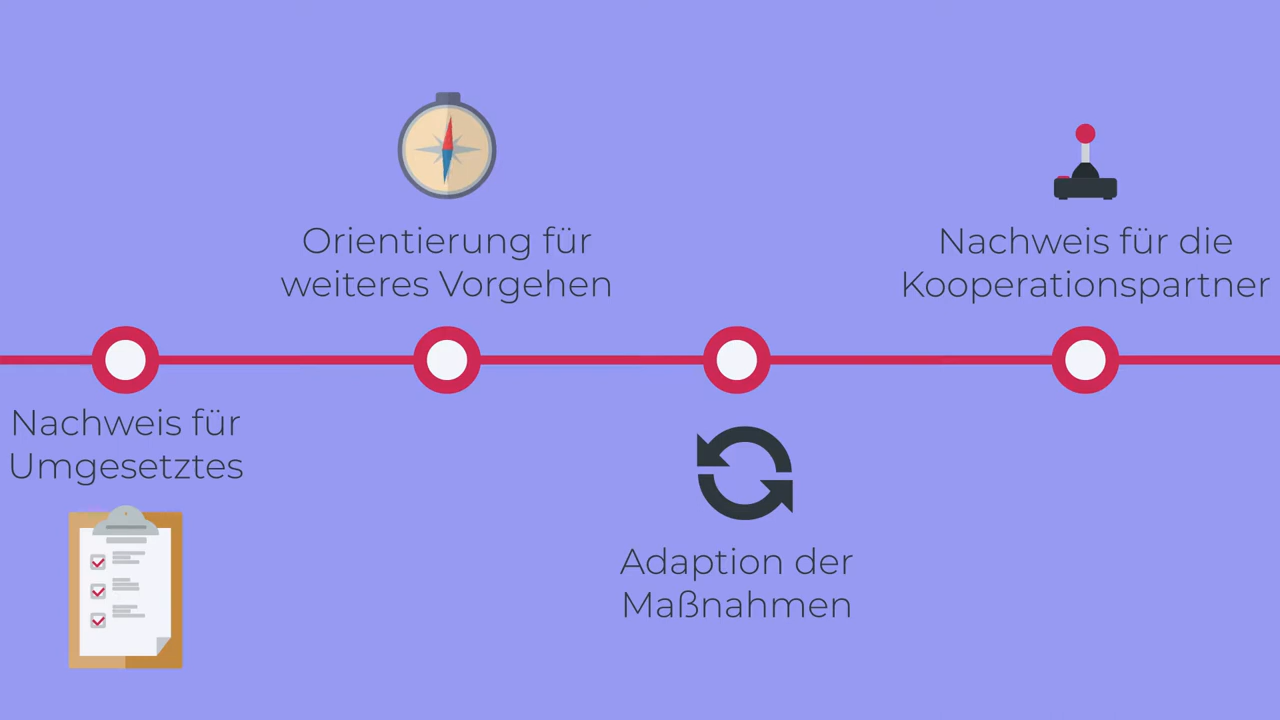 Nachweis für
Umgesetztes
Orientierung für
weiteres Vorgehen
Adaption der
Maßnahmen
Nachweis für die
Kooperationspartner